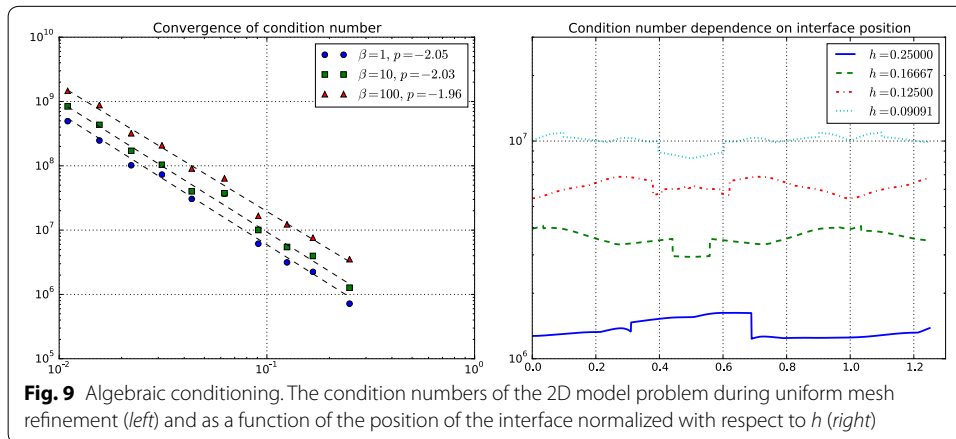 Convergence of condition number
10^10
10^9
10^8
10^7
10^6
10^5
10^-2
10^-1
10^0
β=1, p=−2.05
β=10, p=−2.03
β=100, p=−1.96
Condition number dependence on interface position
10^7
10^6
0.0
0.2
0.4
0.6
0.8
1.0
1.2
h=0.25000
h=0.16667
h=0.12500
h=0.09091
Fig. 9 Algebraic conditioning. The condition numbers of the 2D model problem during uniform mesh
refinement (left) and as a function of the position of the interface normalized with respect to h (right)